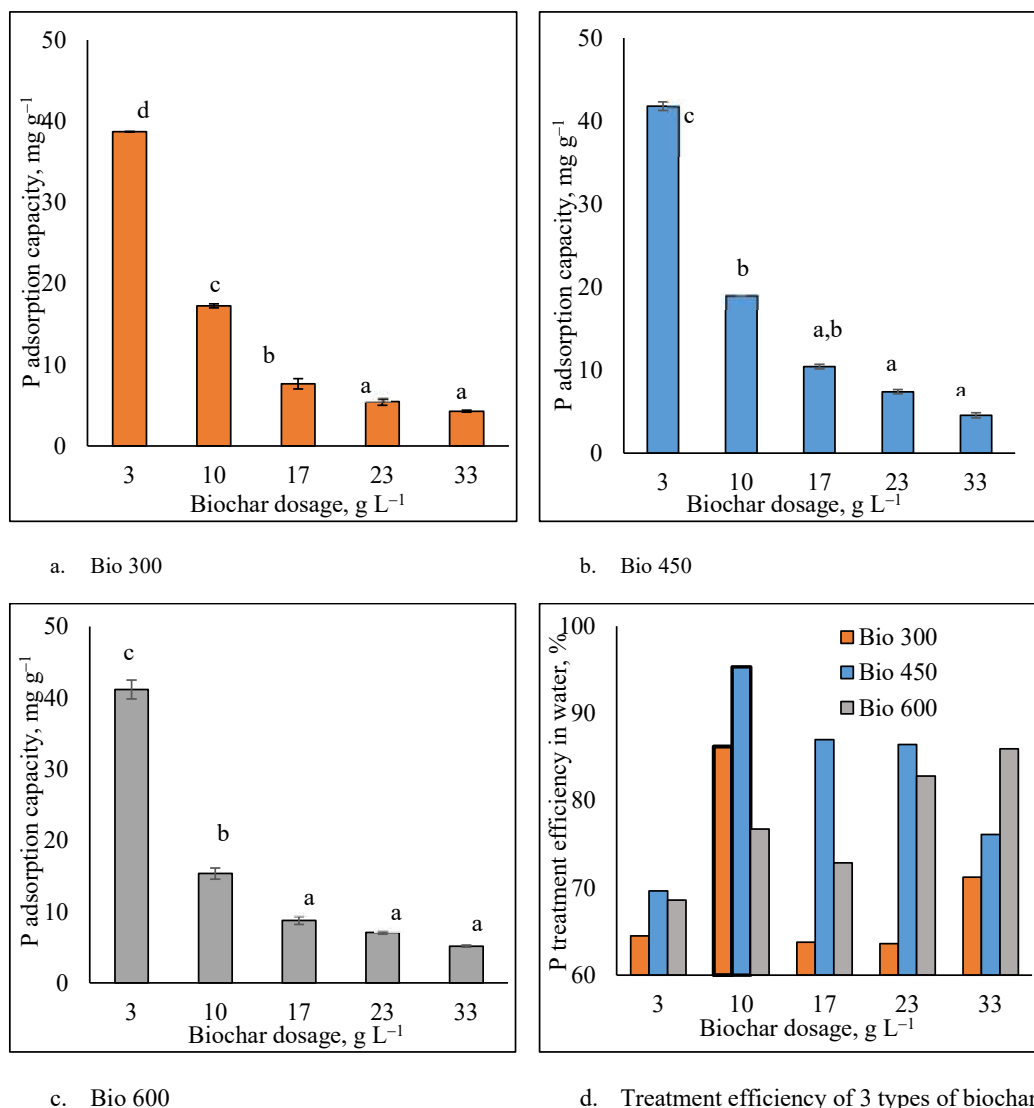 50
40
30
20
10
0
P adsorption capacity, mg g⁻¹
d
c
b
a
a
3 10 17 23 33
Biochar dosage, g L⁻¹
a. Bio 300
50
40
30
20
10
0
P adsorption capacity, mg g⁻¹
c
b
a,b
a
a
3 10 17 23 33
Biochar dosage, g L⁻¹
b. Bio 450
50
40
30
20
10
0
P adsorption capacity, mg g⁻¹
c
b
a
a
a
3 10 17 23 33
Biochar dosage, g L⁻¹
c. Bio 600
100
90
80
70
60
P treatment efficiency in water, %
Bio 300
Bio 450
Bio 600
3 10 17 23 33
Biochar dosage, g L⁻¹
d. Treatment efficiency of 3 types of biochar